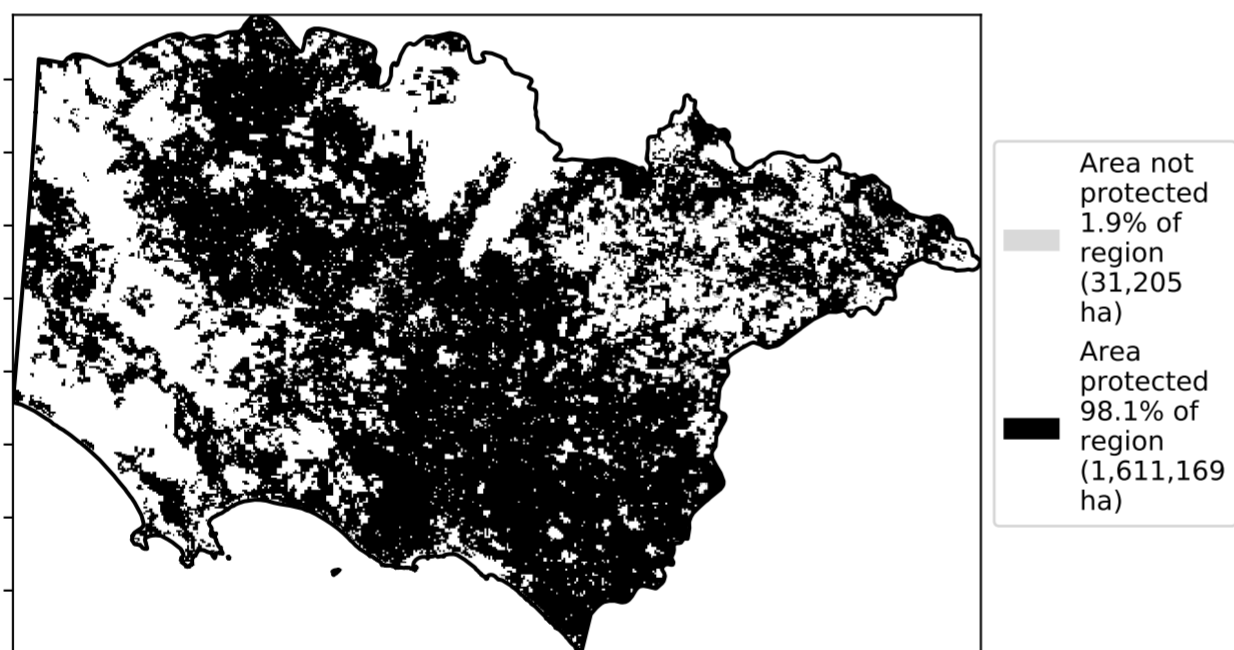 Area not
protected
1.9% of
region
(31,205
ha)
Area
protected
98.1% of
region
(1,611,169
ha)